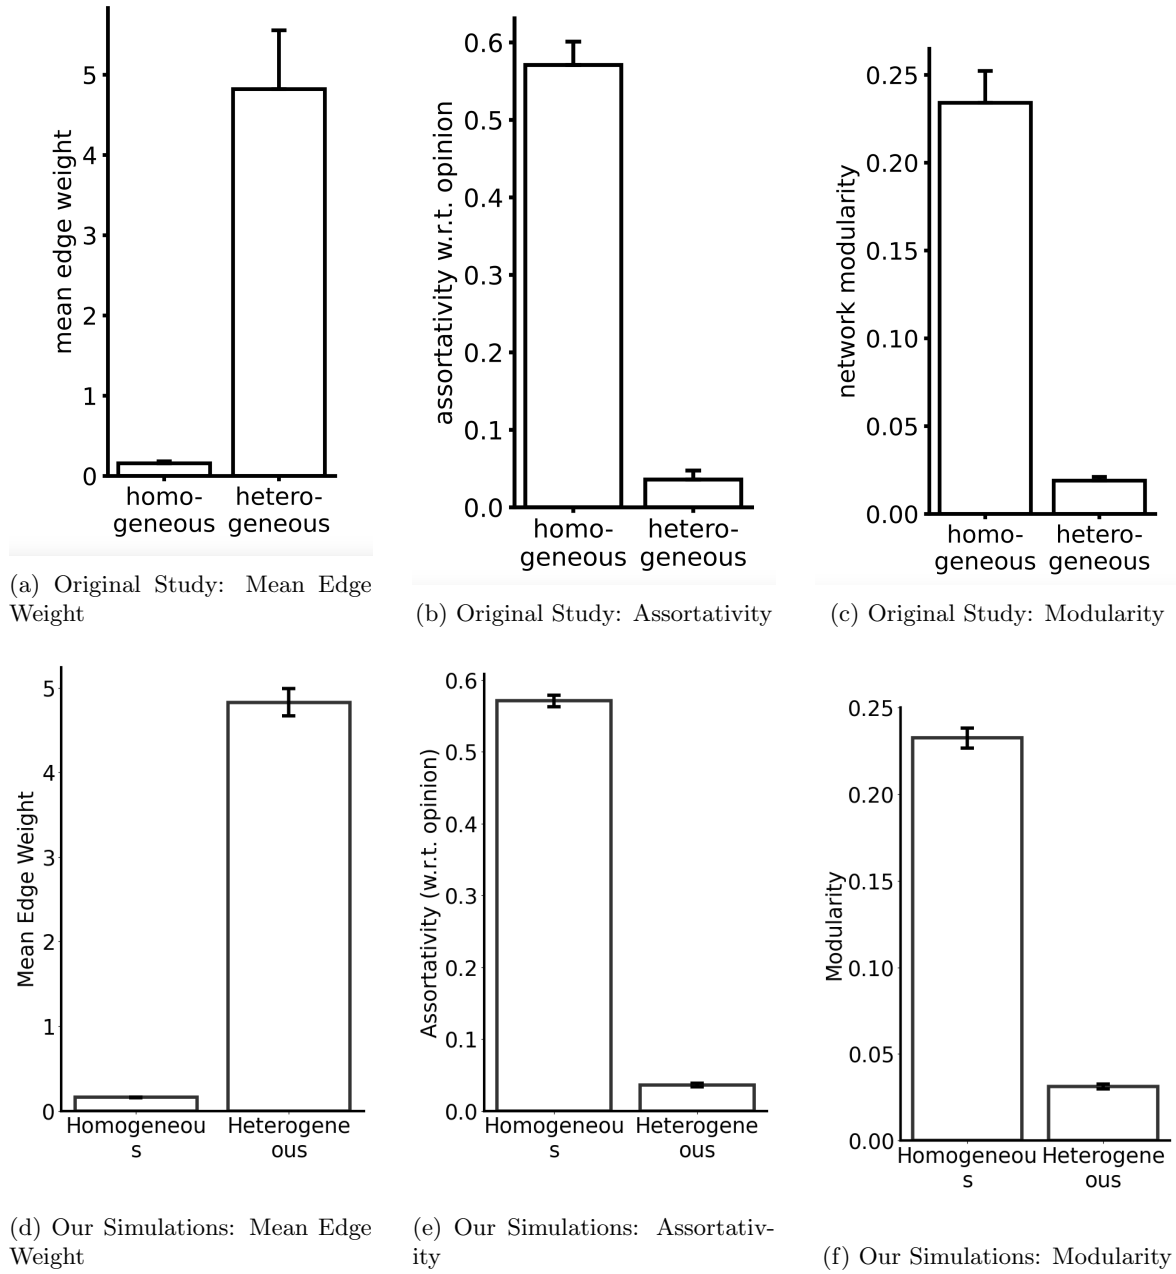 mean edge weight
5
4
3
2
1
0
homo-
geneous
hetero-
geneous
(a) Original Study: Mean Edge
Weight
assortativity w.r.t. opinion
0.6
0.5
0.4
0.3
0.2
0.1
0.0
homo-
geneous
hetero-
geneous
(b) Original Study: Assortativity
network modularity
0.25
0.20
0.15
0.10
0.05
0.00
homo-
geneous
hetero-
geneous
(c) Original Study: Modularity
Mean Edge Weight
5
4
3
2
1
0
Homogeneou
s
Heterogene
ous
(d) Our Simulations: Mean Edge
Weight
Assortativity (w.r.t. opinion)
0.6
0.5
0.4
0.3
0.2
0.1
0.0
Homogeneou
s
Heterogene
ous
(e) Our Simulations: Assortativ-
ity
Modularity
0.25
0.20
0.15
0.10
0.05
0.00
Homogeneou
s
Heterogene
ous
(f) Our Simulations: Modularity